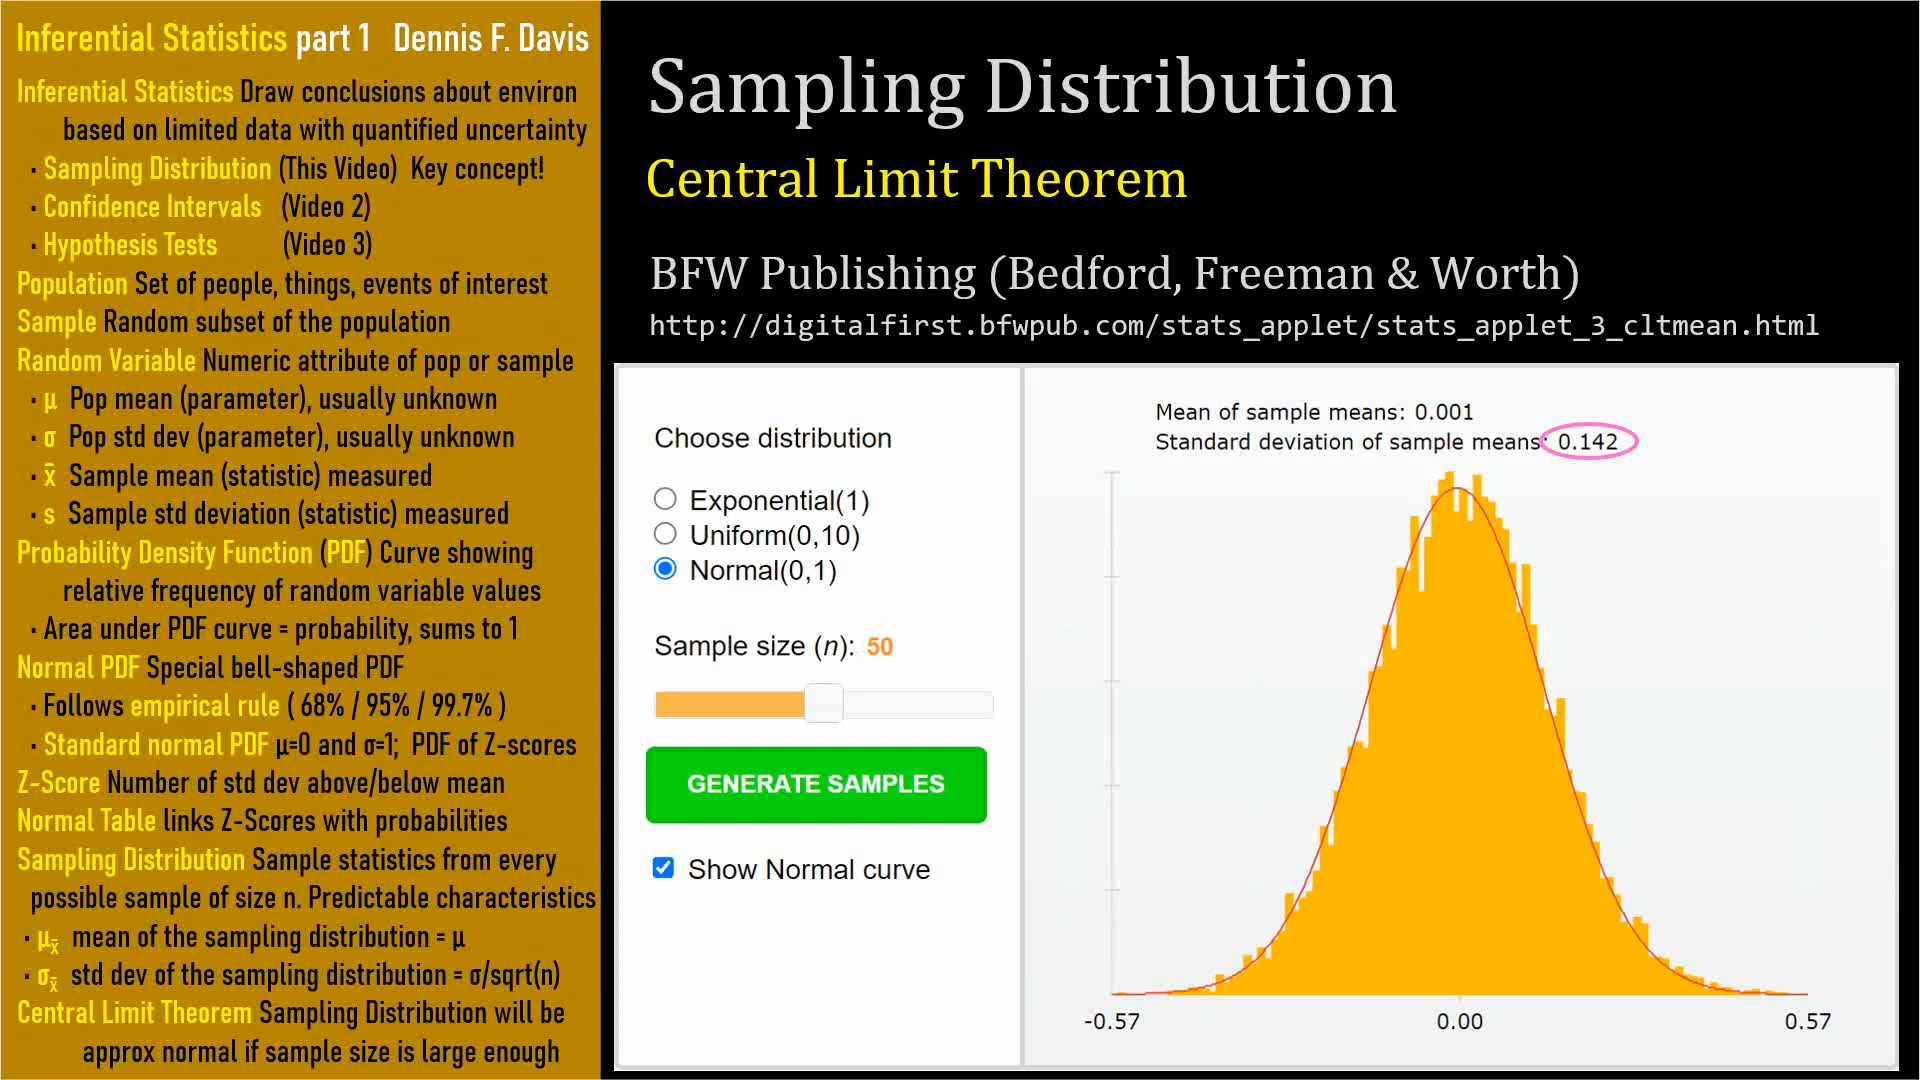 Inferential Statistics part 1 Dennis F. Davis
Inferential Statistics Draw conclusions about environ
based on limited data with quantified uncertainty
· Sampling Distribution (This Video) Key concept!
· Confidence Intervals (Video 2)
· Hypothesis Tests (Video 3)
Population Set of people, things, events of interest
Sample Random subset of the population
Random Variable Numeric attribute of pop or sample
· μ Pop mean (parameter), usually unknown
· σ Pop std dev (parameter), usually unknown
· x̄ Sample mean (statistic) measured
· s Sample std deviation (statistic) measured
Probability Density Function (PDF) Curve showing
relative frequency of random variable values
· Area under PDF curve = probability, sums to 1
Normal PDF Special bell-shaped PDF
· Follows empirical rule ( 68% / 95% / 99.7% )
· Standard normal PDF μ=0 and σ=1; PDF of Z-scores
Z-Score Number of std dev above/below mean
Normal Table links Z-Scores with probabilities
Sampling Distribution Sample statistics from every
possible sample of size n. Predictable characteristics
· μx̄ mean of the sampling distribution = μ
· σx̄ std dev of the sampling distribution = σ/sqrt(n)
Central Limit Theorem Sampling Distribution will be
approx normal if sample size is large enough
Sampling Distribution
Central Limit Theorem
BFW Publishing (Bedford, Freeman & Worth)
http://digitalfirst.bfwpub.com/stats_applet/stats_applet_3_cltmean.html
Choose distribution
Exponential(1)
Uniform(0,10)
Normal(0,1)
Sample size (n): 50
GENERATE SAMPLES
Show Normal curve
Mean of sample means: 0.001
Standard deviation of sample means: 0.142
-0.57 0.00 0.57